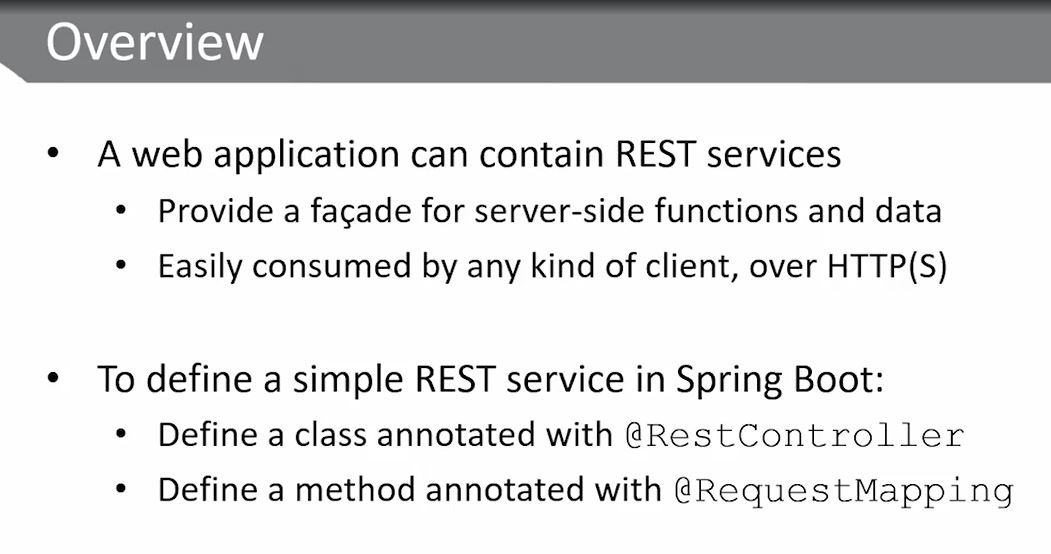 Overview
• A web application can contain REST services
• Provide a façade for server-side functions and data
• Easily consumed by any kind of client, over HTTP(S)
• To define a simple REST service in Spring Boot:
• Define a class annotated with @RestController
• Define a method annotated with @RequestMapping